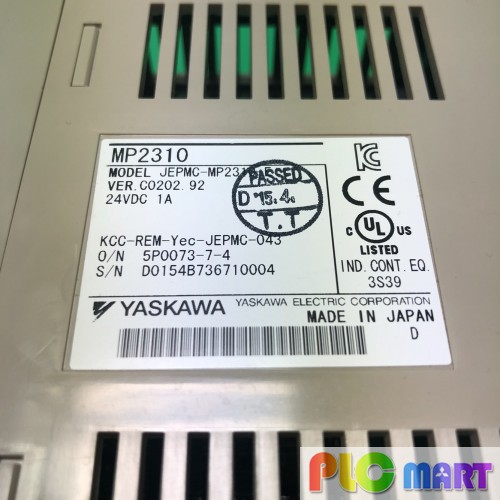 MP2310
MODEL JEPMC-MP2310-E
VER. C0202.92
24VDC 1A
PASSED
D '15.4.
T.T
KCC-REM-Yec-JEPMC-043
O/N 5P0073-7-4
S/N D0154B736710004
KC
CE
C UL US
LISTED
IND. CONT. EQ.
3S39
YASKAWA YASKAWA ELECTRIC CORPORATION
MADE IN JAPAN
D
PLC mart